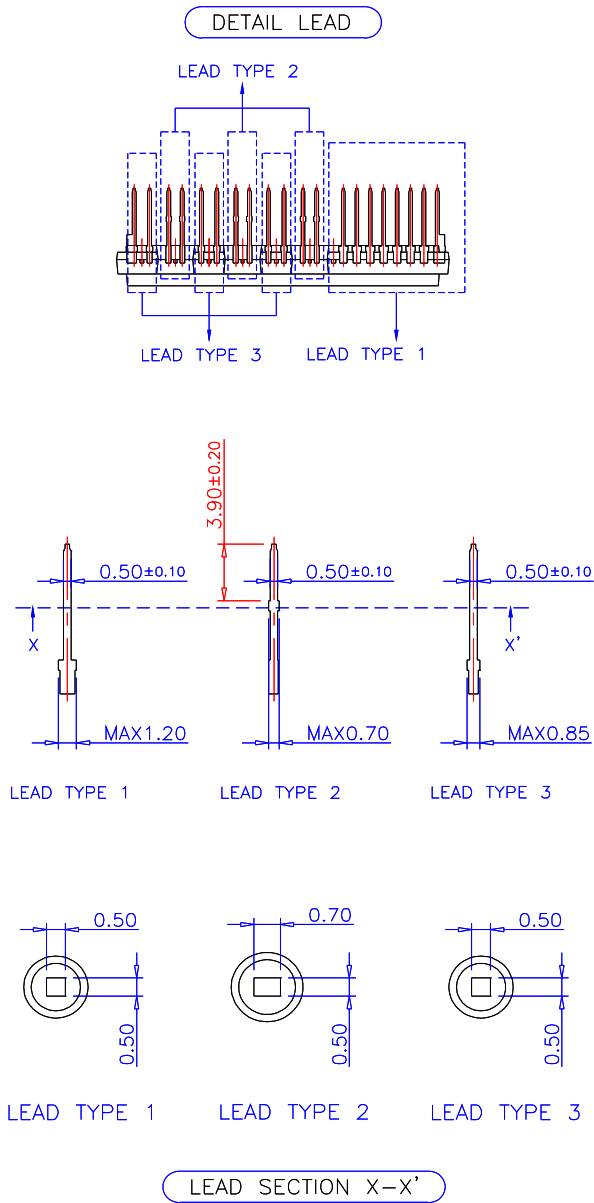 DETAIL LEAD
LEAD TYPE 2
LEAD TYPE 3
LEAD TYPE 1
3.90±0.20
0.50±0.10
0.50±0.10
0.50±0.10
X
X'
MAX1.20
MAX0.70
MAX0.85
LEAD TYPE 1
LEAD TYPE 2
LEAD TYPE 3
0.50
0.70
0.50
0.50
0.50
0.50
LEAD TYPE 1
LEAD TYPE 2
LEAD TYPE 3
LEAD SECTION X-X'